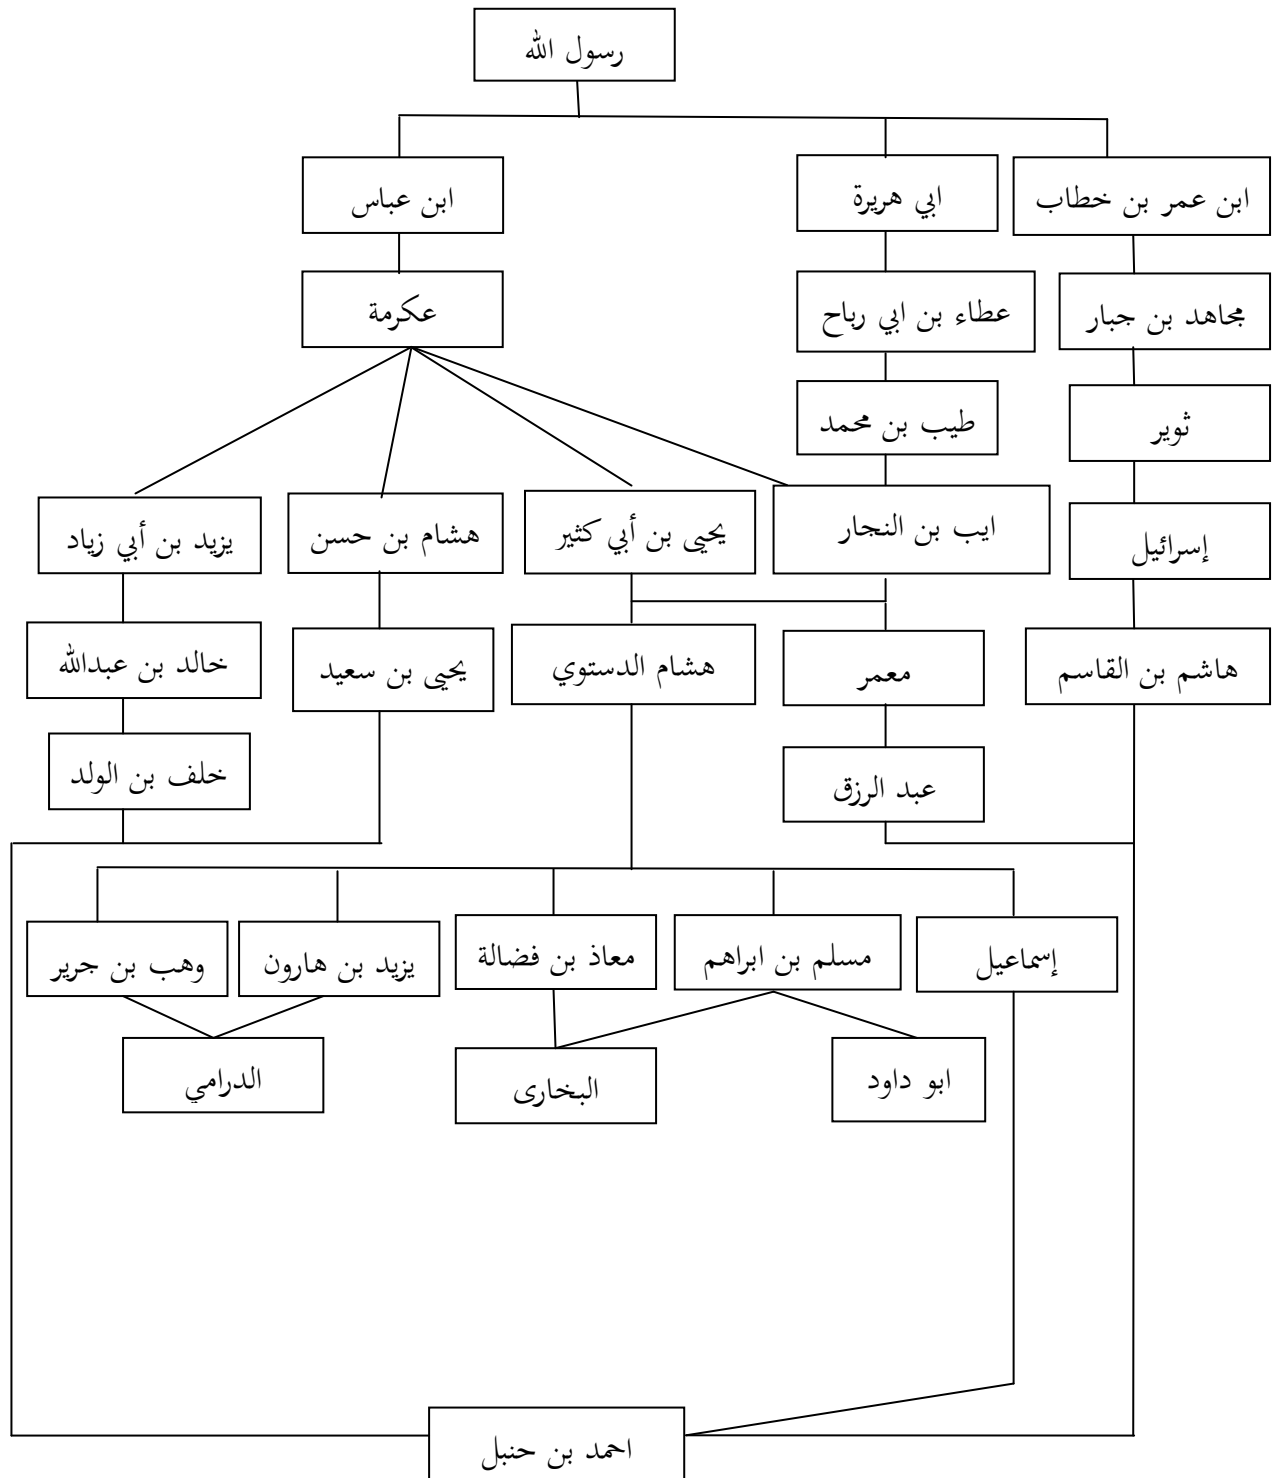 رسول الله
ابن عمر بن خطاب
ابي هريرة
ابن عباس
مجاهد بن جبار
عطاء بن ابي رباح
عكرمة
ثوير
طيب بن محمد
إسرائيل
ايب بن النجار
يحيى بن أبي كثير
هشام بن حسن
يزيد بن أبي زياد
هاشم بن القاسم
معمر
هشام الدستوي
يحيى بن سعيد
خالد بن عبدالله
عبد الرزق
خلف بن الولد
إسماعيل
مسلم بن ابراهم
معاذ بن فضالة
يزيد بن هارون
وهب بن جرير
ابو داود
البخارى
الدرامي
احمد بن حنبل